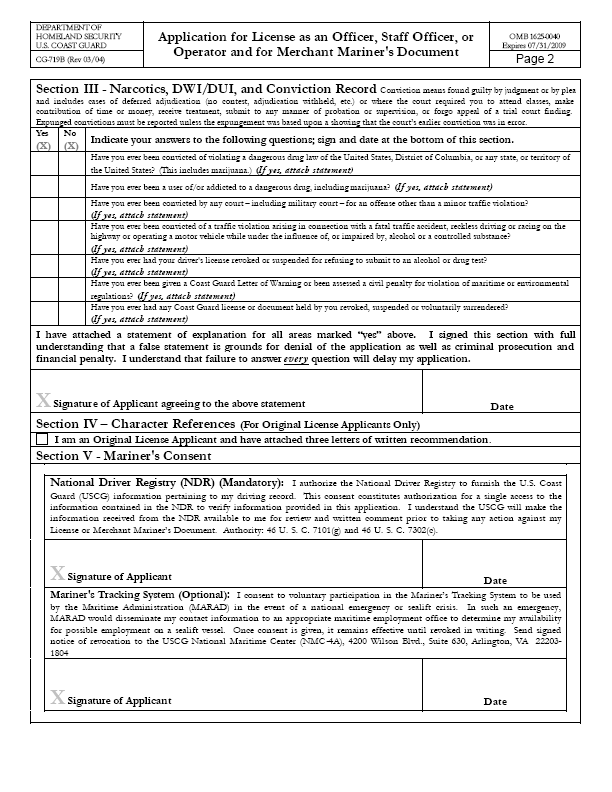 DEPARTMENT OF
HOMELAND SECURITY
U.S. COAST GUARD
CG-719B (Rev 03/04)
Application for License as an Officer, Staff Officer, or
Operator and for Merchant Mariner's Document
OMB 1625-0040
Expires 07/31/2009
Page 2
Section III - Narcotics, DWI/DUI, and Conviction Record Conviction means found guilty by judgment or by plea
and includes cases of deferred adjudication (no contest, adjudication withheld, etc.) or where the court required you to attend classes, make
contribution of time or money, receive treatment, submit to any manner of probation or supervision, or forgo appeal of a trial court finding.
Expunged convictions must be reported unless the expungement was based upon a showing that the court's earlier conviction was in error.
Yes
(X)
No
(X)
Indicate your answers to the following questions; sign and date at the bottom of this section.
Have you ever been convicted of violating a dangerous drug law of the United States, District of Columbia, or any state, or territory of
the United States? (This includes marijuana.) (If yes, attach statement)
Have you ever been a user of/or addicted to a dangerous drug, including marijuana? (If yes, attach statement)
Have you ever been convicted by any court – including military court – for an offense other than a minor traffic violation?
(If yes, attach statement)
Have you ever been convicted of a traffic violation arising in connection with a fatal traffic accident, reckless driving or racing on the
highway or operating a motor vehicle while under the influence of, or impaired by, alcohol or a controlled substance?
(If yes, attach statement)
Have you ever had your driver's license revoked or suspended for refusing to submit to an alcohol or drug test?
(If yes, attach statement)
Have you ever been given a Coast Guard Letter of Warning or been assessed a civil penalty for violation of maritime or environmental
regulations? (If yes, attach statement)
Have you ever had any Coast Guard license or document held by you revoked, suspended or voluntarily surrendered?
(If yes, attach statement)
I have attached a statement of explanation for all areas marked “yes” above. I signed this section with full
understanding that a false statement is grounds for denial of the application as well as criminal prosecution and
financial penalty. I understand that failure to answer every question will delay my application.
X Signature of Applicant agreeing to the above statement
Date
Section IV – Character References (For Original License Applicants Only)
I am an Original License Applicant and have attached three letters of written recommendation.
Section V - Mariner's Consent
National Driver Registry (NDR) (Mandatory): I authorize the National Driver Registry to furnish the U.S. Coast
Guard (USCG) information pertaining to my driving record. This consent constitutes authorization for a single access to the
information contained in the NDR to verify information provided in this application. I understand the USCG will make the
information received from the NDR available to me for review and written comment prior to taking any action against my
License or Merchant Mariner's Document. Authority: 46 U. S. C. 7101(g) and 46 U. S. C. 7302(c).
X Signature of Applicant
Date
Mariner's Tracking System (Optional): I consent to voluntary participation in the Mariner's Tracking System to be used
by the Maritime Administration (MARAD) in the event of a national emergency or sealift crisis. In such an emergency,
MARAD would disseminate my contact information to an appropriate maritime employment office to determine my availability
for possible employment on a sealift vessel. Once consent is given, it remains effective until revoked in writing. Send signed
notice of revocation to the USCG National Maritime Center (NMC-4A), 4200 Wilson Blvd., Suite 630, Arlington, VA 22203-
1804
X Signature of Applicant
Date